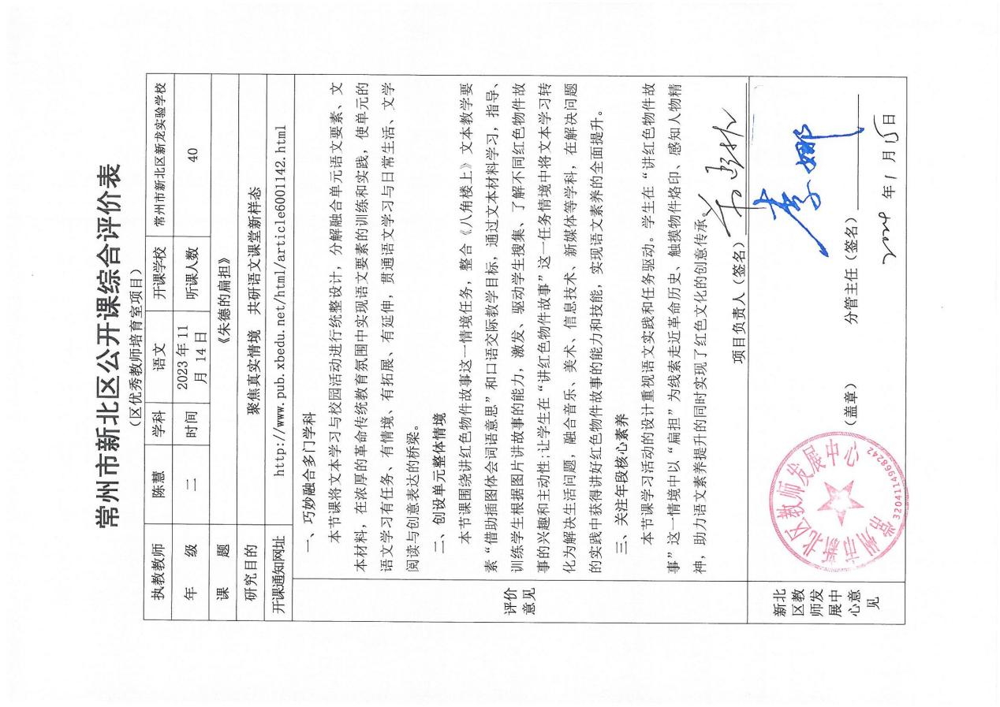 常州市新北区公开课综合评价表
（区优秀教师培育室项目）
执教教师 陈慧 学科 语文 开课学校 常州市新北区新龙实验学校
年 级 二 时间 2023 年 11 月 14 日 听课人数 40
课 题 《朱德的扁担》
研究目的 聚焦真实情境 共研语文课堂新样态
开课通知网址 http://www.pub.xbedu.net/html/article6001142.html
评价意见
一、巧妙融合多门学科
本节课将文本学习与校园活动进行统整设计，分解融合单元语文要素、文
本材料，在浓厚的革命传统教育氛围中实现语文要素的训练和实践，使单元的
语文学习有任务、有情境、有拓展、有延伸，贯通语文学习与日常生活、文学
阅读与创意表达的桥梁。
二、创设单元整体情境
本节课围绕讲红色物件故事这一情境任务，整合《八角楼上》文本教学要
素“借助插图体会词语意思”和口语交际教学目标，通过文本材料学习，指导、
训练学生根据图片讲故事的能力，激发、驱动学生搜集、了解不同红色物件故
事的兴趣和主动性；让学生在“讲红色物件故事”这一任务情境中将文本学习转
化为解决生活问题，融合音乐、美术、信息技术、新媒体等学科，在解决问题
的实践中获得讲好红色物件故事的能力和技能，实现语文素养的全面提升。
三、关注年段核心素养
本节课学习活动的设计重视语文实践和任务驱动。学生在“讲红色物件故
事”这一情境中以“扁担”为线索走近革命历史、触摸物件烙印、感知人物精
神，助力语文素养提升的同时实现了红色文化的创意传承。
项目负责人（签名）
新北区教师发展中心意见
（盖章） 分管主任（签名） 李娜
2024 年 1 月 15 日
常州市新北区教师发展中心
3204114968242